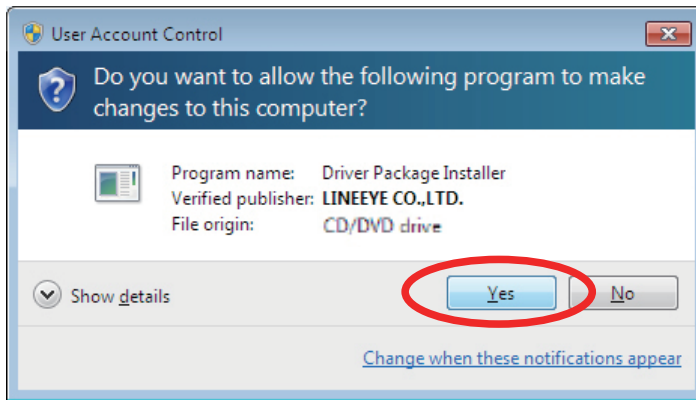 User Account Control
Do you want to allow the following program to make
changes to this computer?
Program name: Driver Package Installer
Verified publisher: LINEEYE CO.,LTD.
File origin: CD/DVD drive
Show details
Yes No
Change when these notifications appear